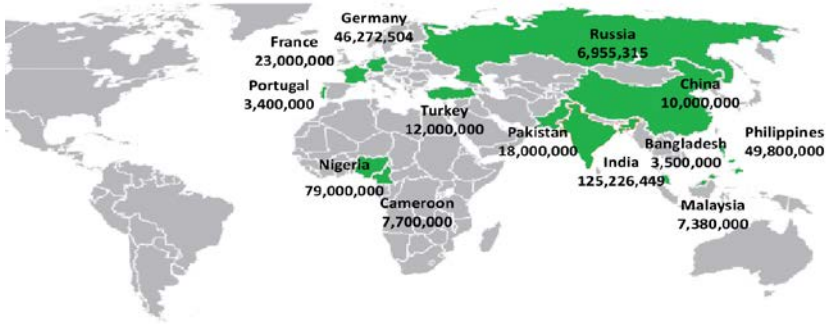 Germany
46,272,504
France
23,000,000
Russia
6,955,315
Portugal
3,400,000
China
10,000,000
Turkey
12,000,000
Pakistan
18,000,000
Bangladesh
3,500,000
Philippines
49,800,000
India
125,226,449
Nigeria
79,000,000
Cameroon
7,700,000
Malaysia
7,380,000